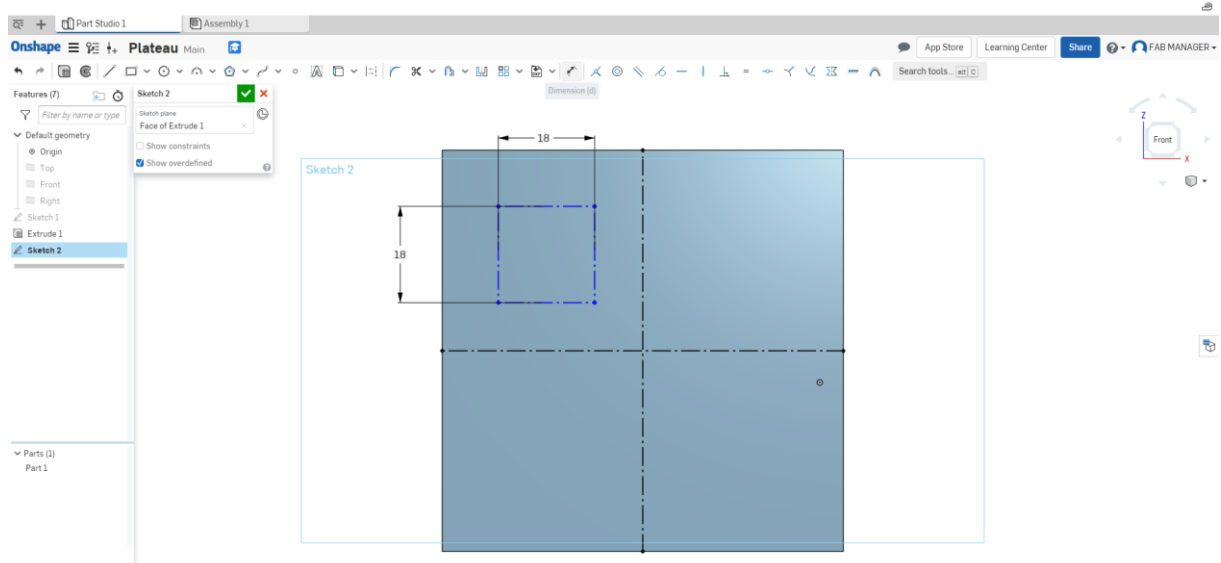 Part Studio 1
Assembly 1
Onshape
Plateau Main
App Store
Learning Center
Share
FAB MANAGER
Search tools... alt C
Dimension (d)
Features (7)
Filter by name or type
Default geometry
Origin
Top
Front
Right
Sketch 1
Extrude 1
Sketch 2
Parts (1)
Part 1
Sketch 2
Sketch plane
Face of Extrude 1
Show constraints
Show overdefined
Sketch 2
18
18
Z
Front
X